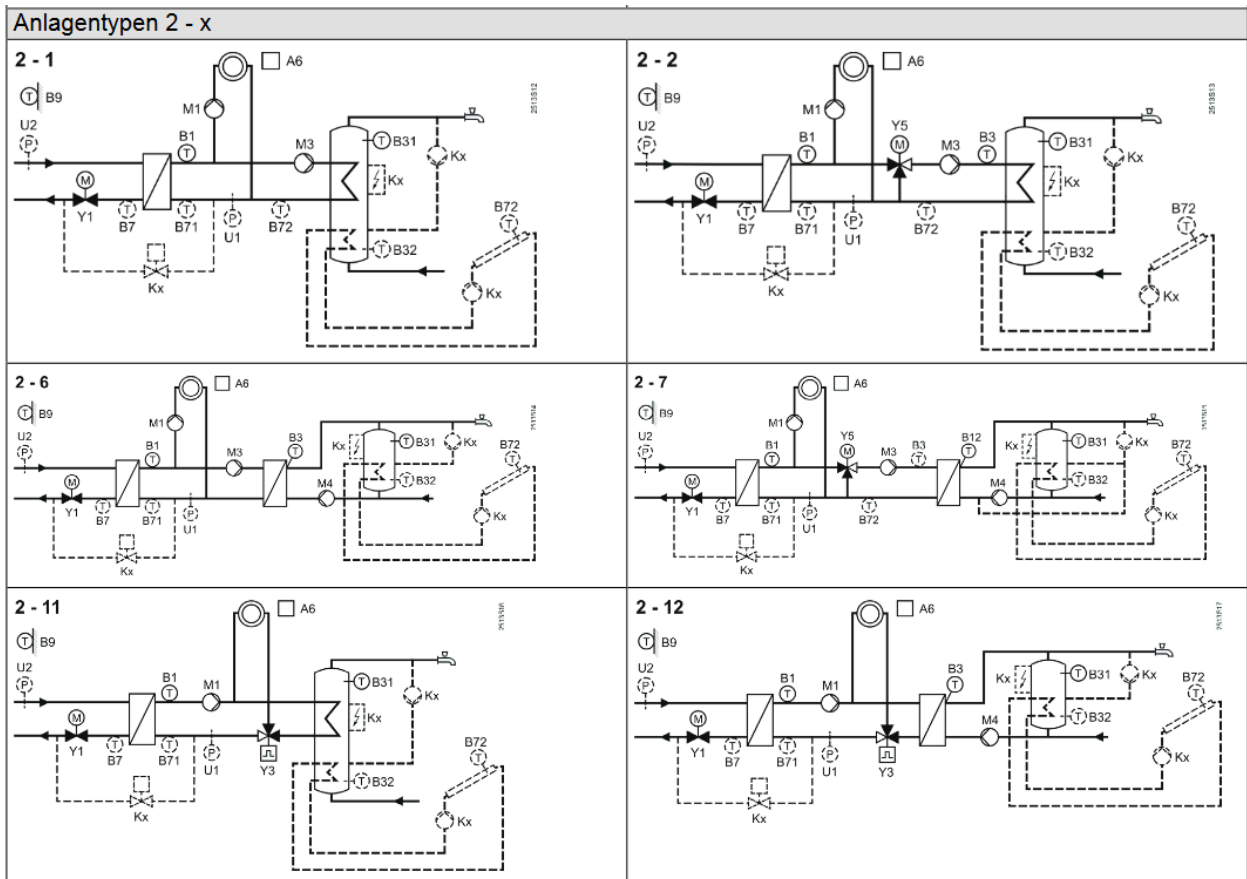 Anlagentypen 2 - x
2 - 1
A6
B9
T
U2
P
M1
B1
T
M3
T B31
Kx
Kx
M
Y1
T
B7
T
B71
P
U1
T
B72
T B32
B72
T
Kx
Kx
2513S12
2 - 2
A6
B9
T
U2
P
M1
B1
T
Y5
M
M3
B3
T
T B31
Kx
Kx
M
Y1
T
B7
T
B71
P
U1
T
B72
T B32
B72
T
Kx
Kx
2513S13
2 - 6
A6
B9
T
U2
P
M1
B1
T
M3
B3
T
Kx
T B31
Kx
M
Y1
T
B7
T
B71
P
U1
M4
T B32
B72
T
Kx
Kx
2513S14
2 - 7
A6
B9
T
U2
P
M1
B1
T
Y5
M
M3
B3
T
B12
T
Kx
T B31
Kx
M
Y1
T
B7
T
B71
P
U1
T
B72
M4
T B32
B72
T
Kx
Kx
2513S15
2 - 11
A6
B9
T
U2
P
B1
T
M1
T B31
Kx
Kx
M
Y1
T
B7
T
B71
P
U1
Y3
T B32
B72
T
Kx
Kx
2513S16
2 - 12
A6
B9
T
U2
P
B1
T
M1
B3
T
Kx
T B31
Kx
M
Y1
T
B7
T
B71
P
U1
Y3
M4
T B32
B72
T
Kx
Kx
2513S17